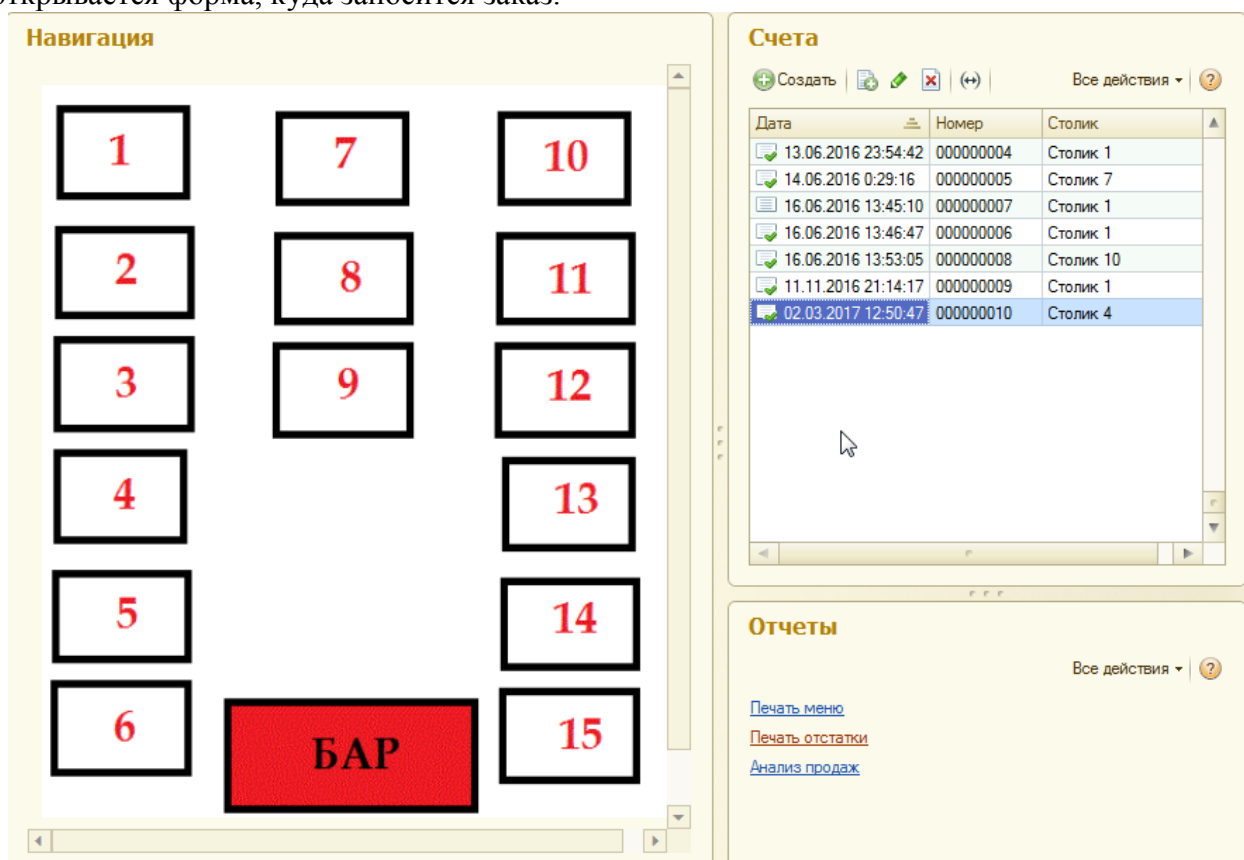 открывается форма, куда заносится заказ.
Навигация
1 7 10
2 8 11
3 9 12
4 13
5 14
6 БАР 15
Счета
Создать Все действия
Дата Номер Столик
13.06.2016 23:54:42 000000004 Столик 1
14.06.2016 0:29:16 000000005 Столик 7
16.06.2016 13:45:10 000000007 Столик 1
16.06.2016 13:46:47 000000006 Столик 1
16.06.2016 13:53:05 000000008 Столик 10
11.11.2016 21:14:17 000000009 Столик 1
02.03.2017 12:50:47 000000010 Столик 4
Отчеты
Все действия
Печать меню
Печать отстатки
Анализ продаж